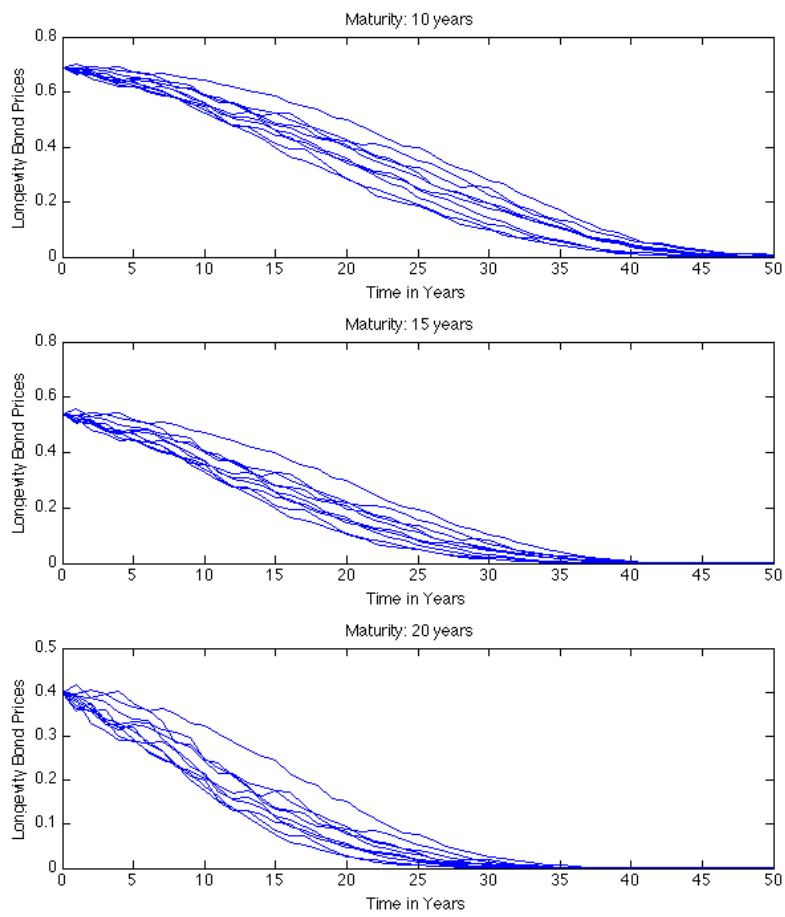 Maturity: 10 years
0.8
0.6
0.4
0.2
0
Longevity Bond Prices
0 5 10 15 20 25 30 35 40 45 50
Time in Years
Maturity: 15 years
0.8
0.6
0.4
0.2
0
Longevity Bond Prices
0 5 10 15 20 25 30 35 40 45 50
Time in Years
Maturity: 20 years
0.5
0.4
0.3
0.2
0.1
0
Longevity Bond Prices
0 5 10 15 20 25 30 35 40 45 50
Time in Years